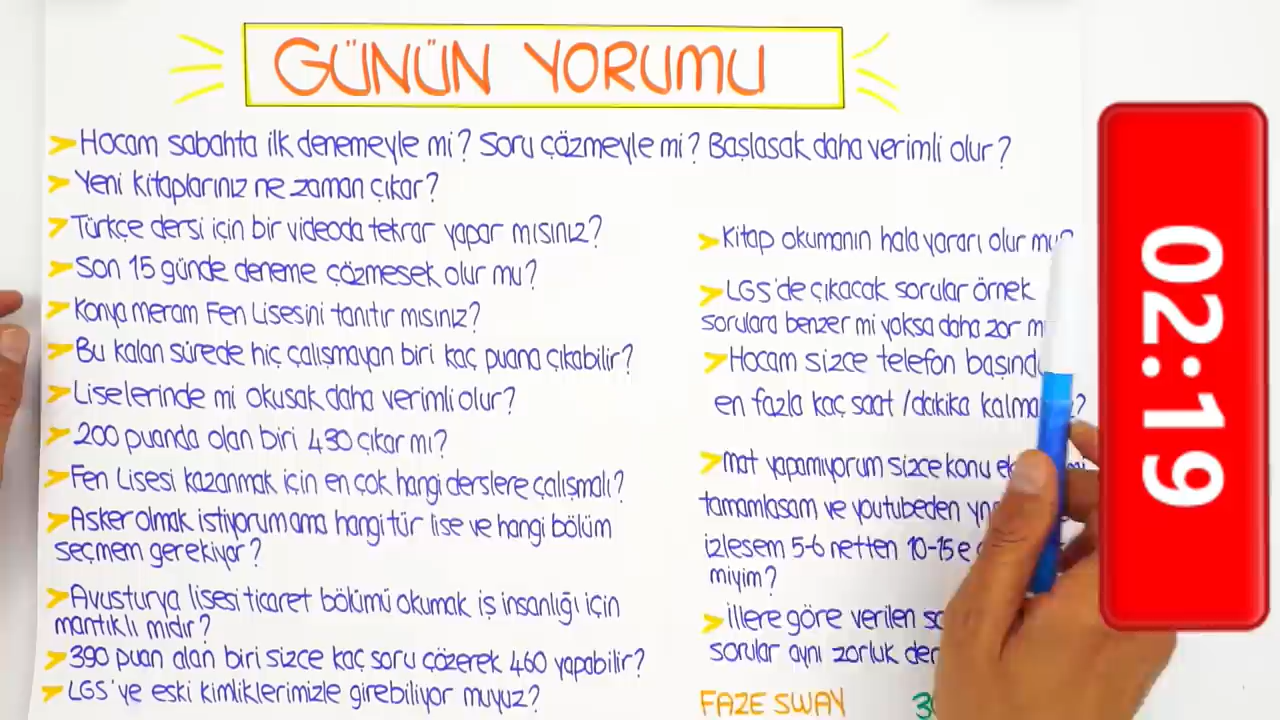 GÜNÜN YORUMU
Hocam sabahta ilk denemeyle mi? Soru çözmeyle mi? Başlasak daha verimli olur?
Yeni kitaplarınız ne zaman çıkar?
Türkçe dersi için bir videoda tekrar yapar mısınız?
Son 15 günde deneme çözmesek olur mu?
Konya meram Fen Lisesini tanıtır mısınız?
Bu kalan sürede hiç çalışmayan biri kaç puana çıkabilir?
Liselerinde mi okusak daha verimli olur?
200 puanda olan biri 430 çıkar mı?
Fen Lisesi kazanmak için en çok hangi derslere çalışmalı?
Asker olmak istiyorum ama hangi tür lise ve hangi bölüm
seçmem gerekiyor?
Avusturya lisesi ticaret bölümü okumak iş insanlığı için
mantıklı mıdır?
390 puan alan biri sizce kaç soru çözerek 460 yapabilir?
LGS'ye eski kimliklerimizle girebiliyor muyuz?
Kitap okumanın hala yararı olur mu?
LGS'de çıkacak sorular örnek
sorulara benzer mi yoksa daha zor
Hocam sizce telefon
en fazla kaç saat / dakika
mat yapamıyorum sizce konu
tamamlasam ve youtubeden
izlesem 5-6 netten 10-15 e
miyim?
illere göre verilen
sorular aynı zorluk
FAZE SWAY
02:19